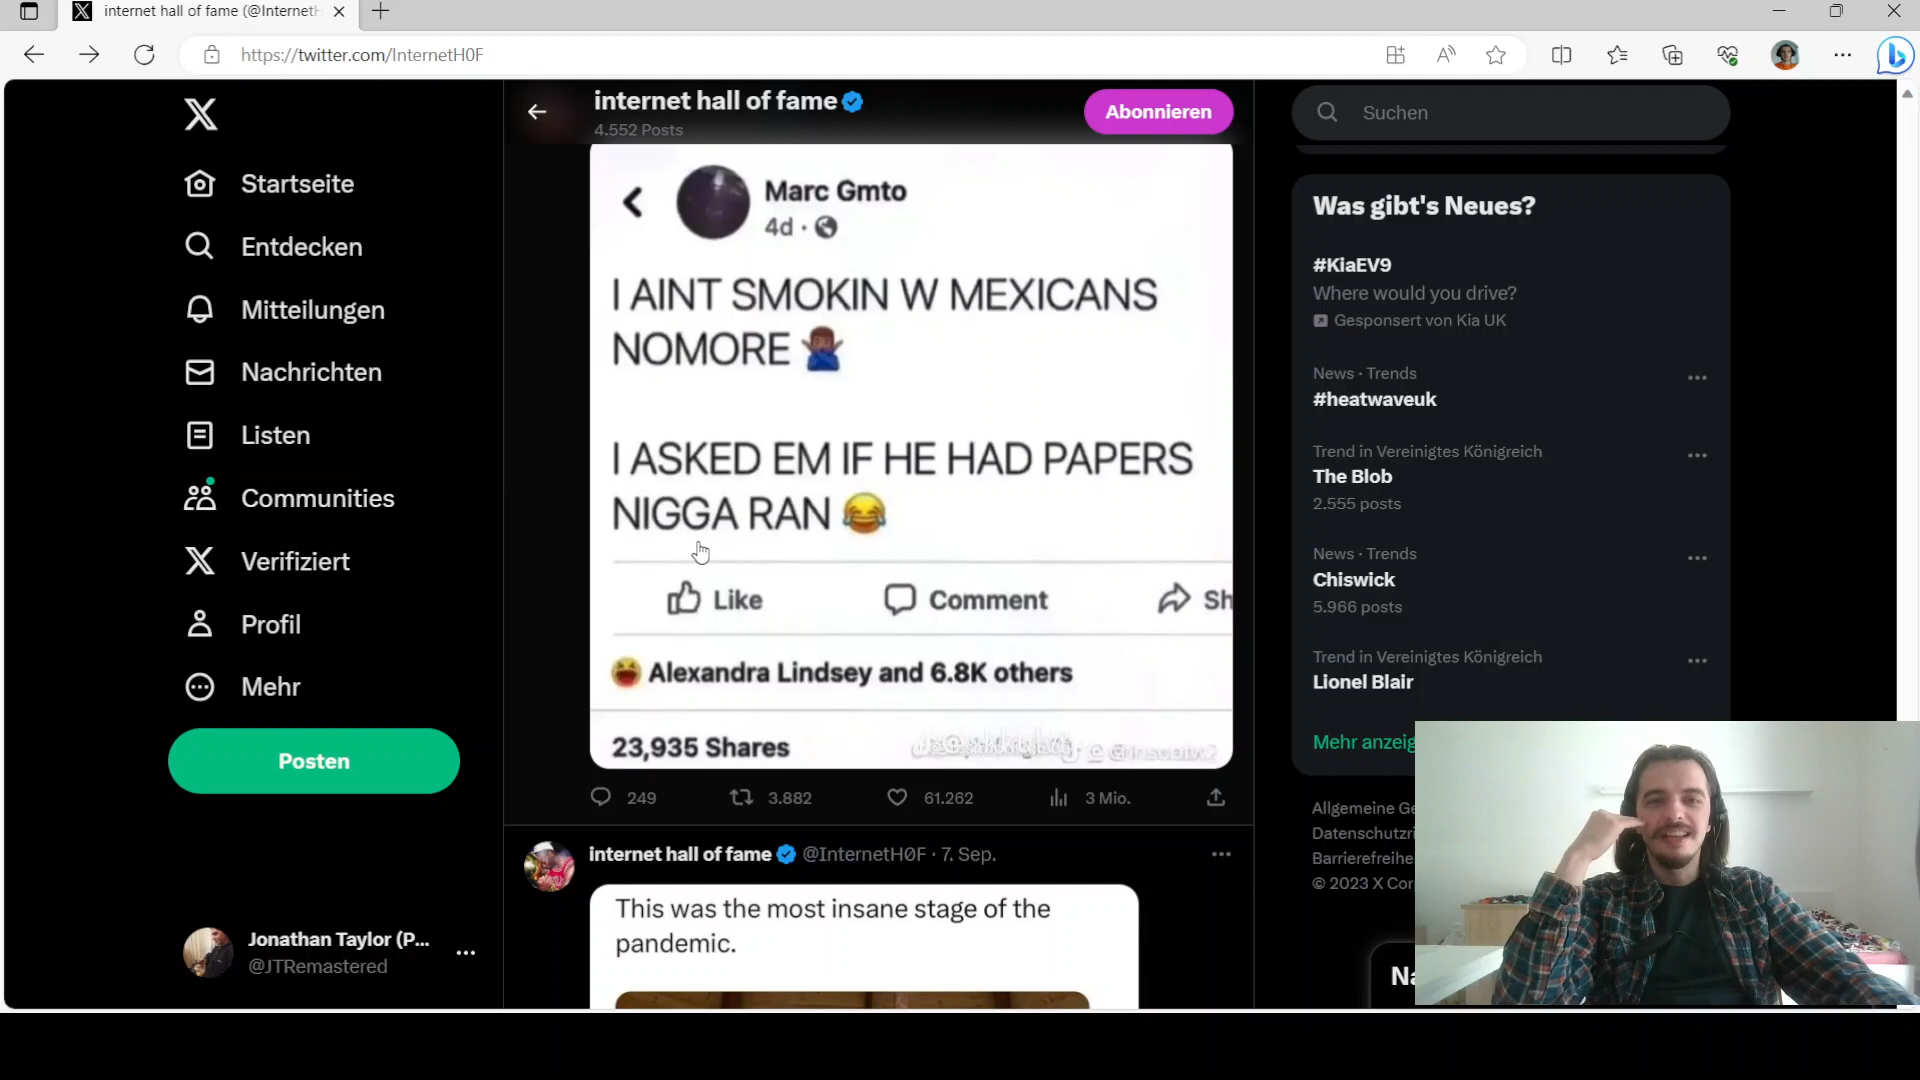 internet hall of fame (@InternetH
https://twitter.com/InternetH0F
internet hall of fame
4.552 Posts
Abonnieren
Suchen
Startseite
Entdecken
Mitteilungen
Nachrichten
Listen
Communities
Verifiziert
Profil
Mehr
Posten
Jonathan Taylor (P...
@JTRemastered
Marc Gmto
4d
I AINT SMOKIN W MEXICANS
NOMORE 🙅🏾‍♂️
I ASKED EM IF HE HAD PAPERS
NIGGA RAN 😂
Like
Comment
Sh
Alexandra Lindsey and 6.8K others
23,935 Shares
249
3.882
61.262
3 Mio.
internet hall of fame @InternetH0F · 7. Sep.
This was the most insane stage of the
pandemic.
Was gibt's Neues?
#KiaEV9
Where would you drive?
Gesponsert von Kia UK
News · Trends
#heatwaveuk
Trend in Vereinigtes Königreich
The Blob
2.555 posts
News · Trends
Chiswick
5.966 posts
Trend in Vereinigtes Königreich
Lionel Blair
Mehr anzeig
Allgemeine Ge
Datenschutzri
Barrierefreihe
© 2023 X Cor
Na